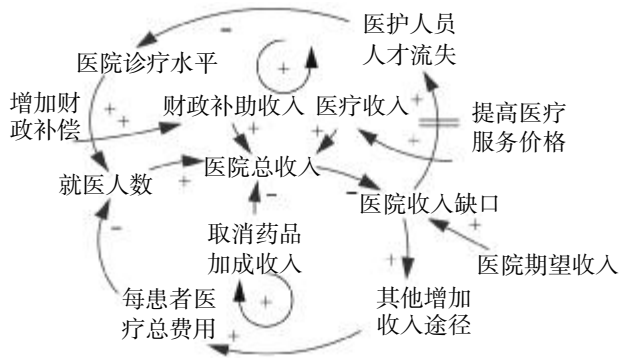 医护人员
人才流失
医院诊疗水平
增加财
政补偿
财政补助收入
医疗收入
提高医疗
服务价格
医院总收入
就医人数
医院收入缺口
取消药品
加成收入
医院期望收入
每患者医
疗总费用
其他增加
收入途径